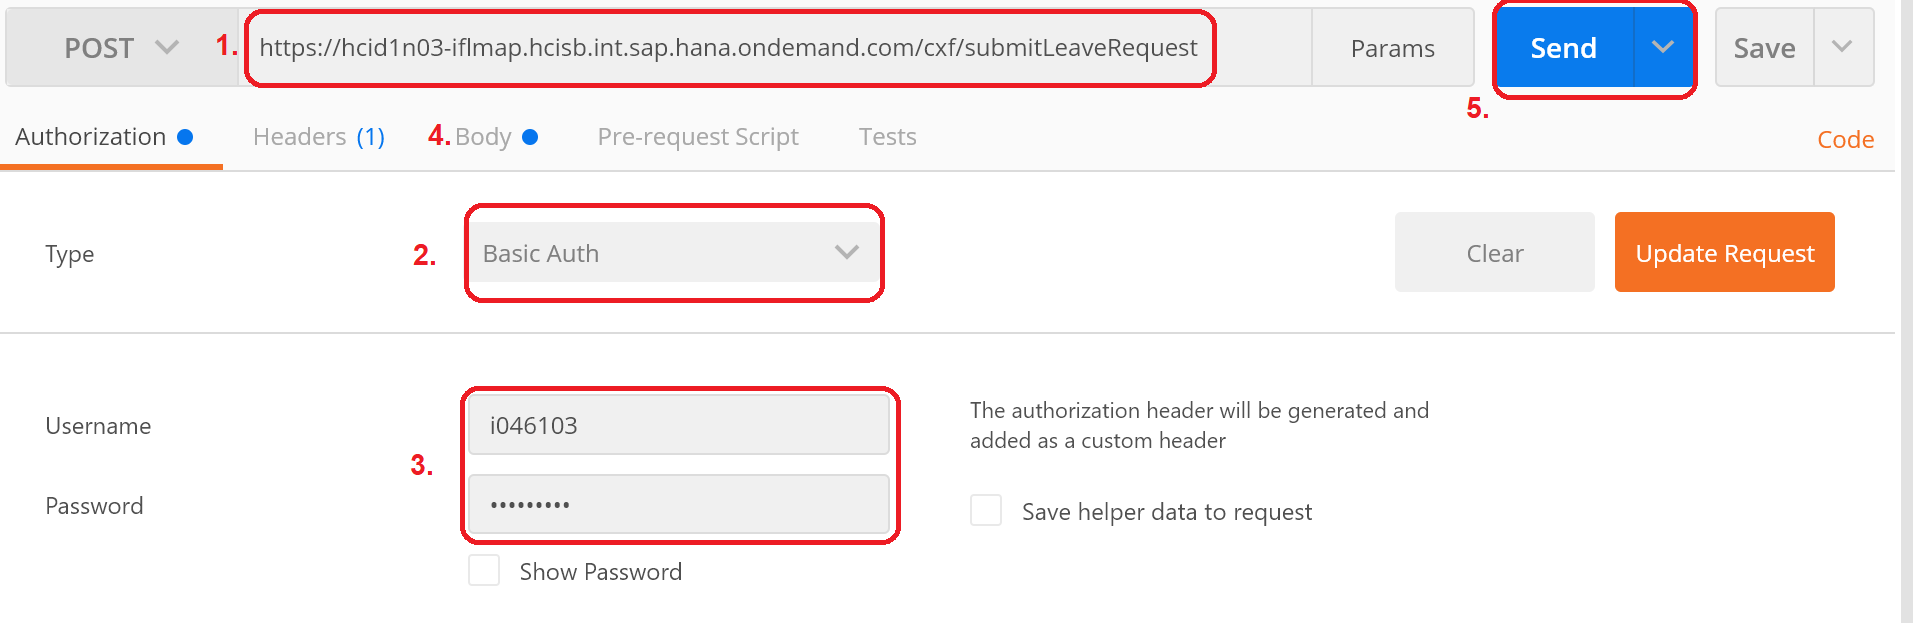 POST 1. https://hcid1n03-iflmap.hcisb.int.sap.hana.ondemand.com/cxf/submitLeaveRequest Params Send Save
5.
Authorization Headers (1) 4. Body Pre-request Script Tests Code
Type 2. Basic Auth Clear Update Request
Username i046103
The authorization header will be generated and
added as a custom header
3.
Password •••••••••
Save helper data to request
Show Password